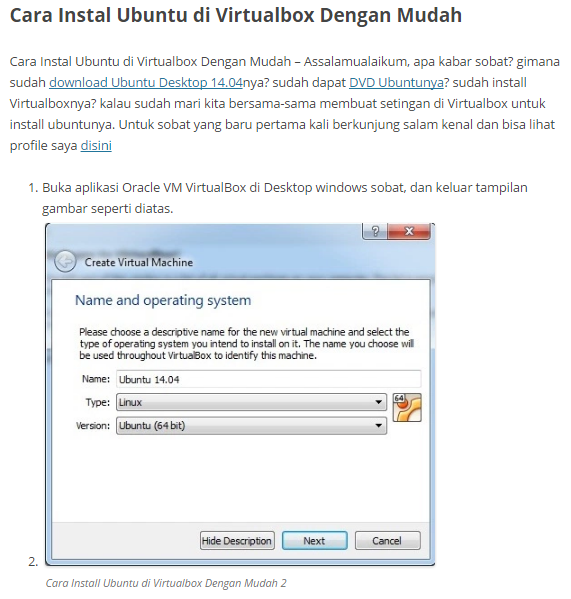 Cara Instal Ubuntu di Virtualbox Dengan Mudah
Cara Instal Ubuntu di Virtualbox Dengan Mudah – Assalamualaikum, apa kabar sobat? gimana
sudah download Ubuntu Desktop 14.04nya? sudah dapat DVD Ubuntunya? sudah install
Virtualboxnya? kalau sudah mari kita bersama-sama membuat setingan di Virtualbox untuk
install ubuntunya. Untuk sobat yang baru pertama kali berkunjung salam kenal dan bisa lihat
profile saya disini
1. Buka aplikasi Oracle VM VirtualBox di Desktop windows sobat, dan keluar tampilan
gambar seperti diatas.
? X
Create Virtual Machine
Name and operating system
Please choose a descriptive name for the new virtual machine and select the
type of operating system you intend to install on it. The name you choose will
be used throughout VirtualBox to identify this machine.
Name: Ubuntu 14.04
Type: Linux
64
Version: Ubuntu (64 bit)
Hide Description Next Cancel
2.
Cara Install Ubuntu di Virtualbox Dengan Mudah 2